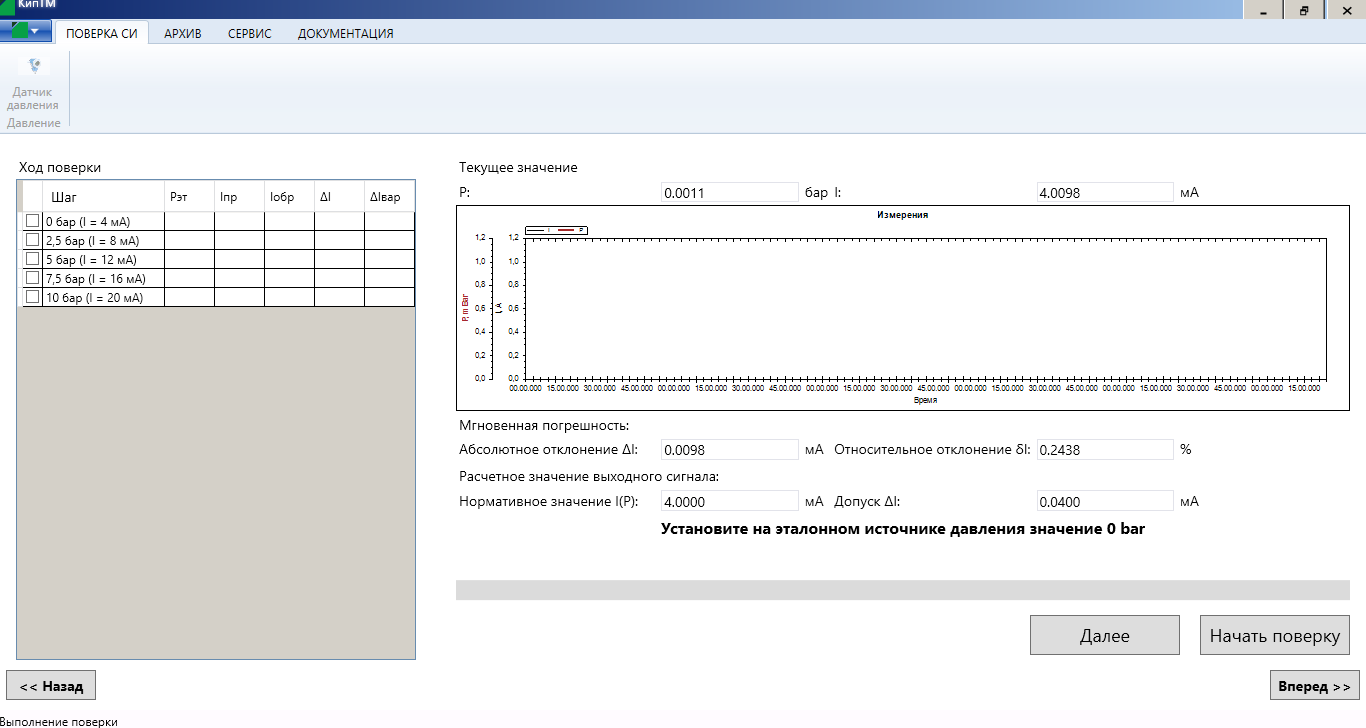 КипТМ
ПОВЕРКА СИ АРХИВ СЕРВИС ДОКУМЕНТАЦИЯ
Датчик
давления
Давление
Ход поверки
Шаг Pэт Iпр Iобр ΔI ΔIвар
0 бар (I = 4 мА)
2,5 бар (I = 8 мА)
5 бар (I = 12 мА)
7,5 бар (I = 16 мА)
10 бар (I = 20 мА)
Текущее значение
P: 0.0011 бар I: 4.0098 мА
Измерения
I P
1,2 1,2
1,0 1,0
0,8 0,8
0,6 0,6
0,4 0,4
0,2 0,2
0,0 0,0
P, m Bar
I, A
00.00.000 15.00.000 30.00.000 45.00.000 00.00.000 15.00.000 30.00.000 45.00.000 00.00.000 15.00.000 30.00.000 45.00.000 00.00.000 15.00.000 30.00.000 45.00.000 00.00.000 15.00.000 30.00.000 45.00.000 00.00.000 15.00.000
Время
Мгновенная погрешность:
Абсолютное отклонение ΔI: 0.0098 мА Относительное отклонение δI: 0.2438 %
Расчетное значение выходного сигнала:
Нормативное значение I(P): 4.0000 мА Допуск ΔI: 0.0400 мА
Установите на эталонном источнике давления значение 0 bar
Далее Начать поверку
<< Назад Вперед >>
Выполнение поверки